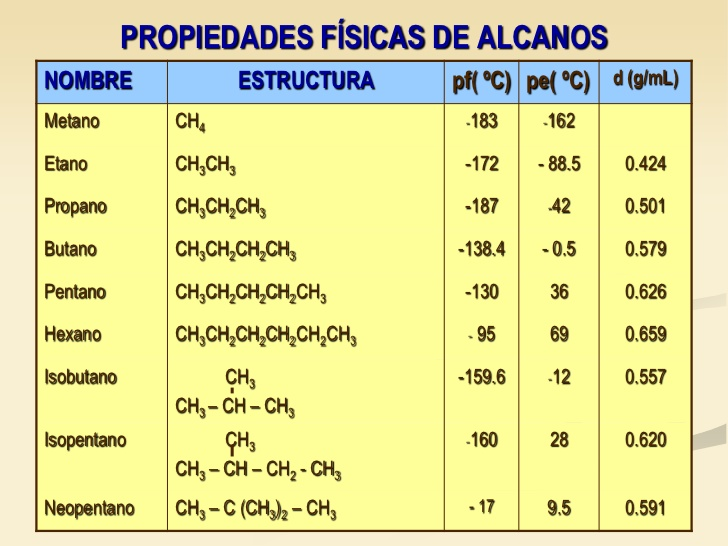 PROPIEDADES FÍSICAS DE ALCANOS
NOMBRE ESTRUCTURA pf( ºC) pe( ºC) d (g/mL)
Metano CH₄ -183 -162
Etano CH₃CH₃ -172 - 88.5 0.424
Propano CH₃CH₂CH₃ -187 -42 0.501
Butano CH₃CH₂CH₂CH₃ -138.4 - 0.5 0.579
Pentano CH₃CH₂CH₂CH₂CH₃ -130 36 0.626
Hexano CH₃CH₂CH₂CH₂CH₂CH₃ - 95 69 0.659
Isobutano CH₃ -159.6 -12 0.557
CH₃ – CH – CH₃
Isopentano CH₃ -160 28 0.620
CH₃ – CH – CH₂ - CH₃
Neopentano CH₃ – C (CH₃)₂ – CH₃ - 17 9.5 0.591